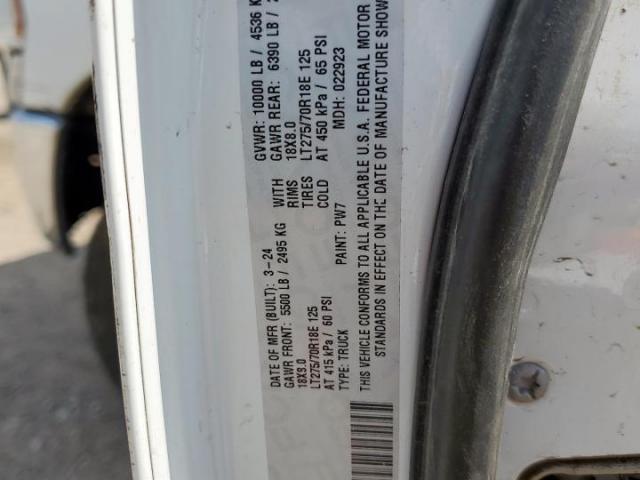 DATE OF MFR (BUILT): 3-24 GVWR: 10000 LB / 4536 K
GAWR FRONT: 5500 LB / 2495 KG WITH GAWR REAR: 6390 LB /
18X8.0 RIMS 18X8.0
LT275/70R18E 125 TIRES LT275/70R18E 125
AT 415 kPa / 60 PSI COLD AT 450 kPa / 65 PSI
TYPE: TRUCK PAINT: PW7 MDH: 022923
THIS VEHICLE CONFORMS TO ALL APPLICABLE U.S.A. FEDERAL MOTOR
STANDARDS IN EFFECT ON THE DATE OF MANUFACTURE SHOW